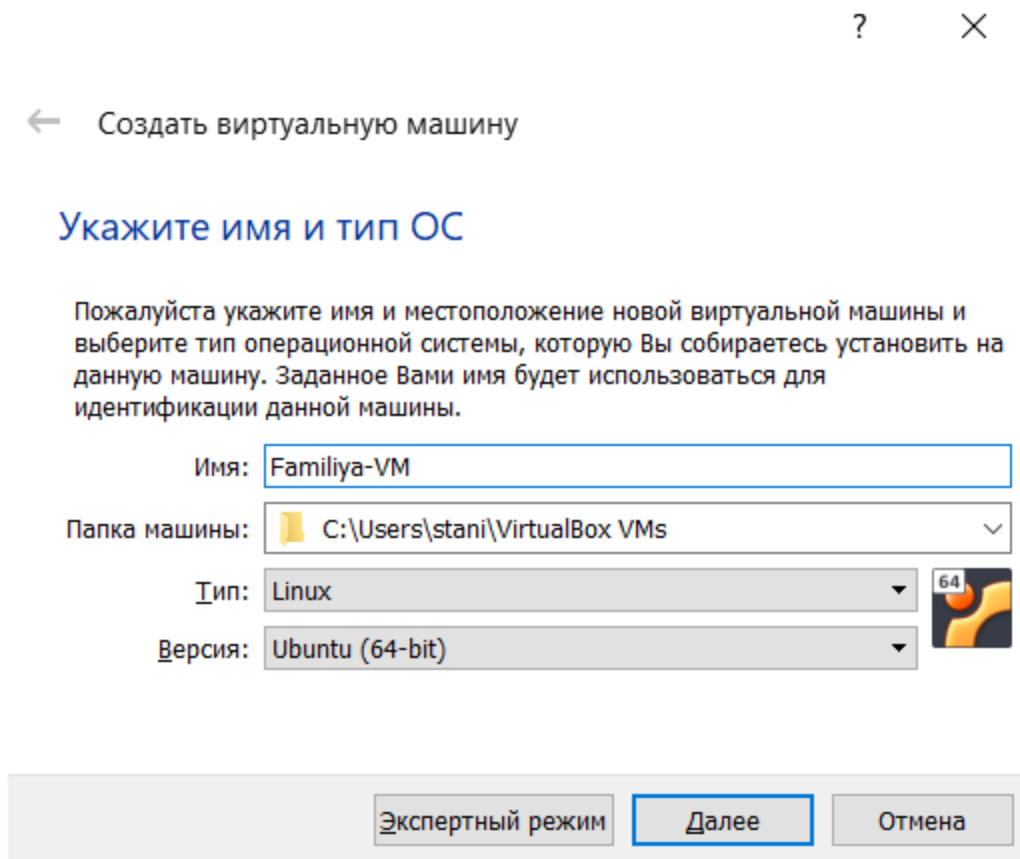 ?
Создать виртуальную машину
Укажите имя и тип ОС
Пожалуйста укажите имя и местоположение новой виртуальной машины и
выберите тип операционной системы, которую Вы собираетесь установить на
данную машину. Заданное Вами имя будет использоваться для
идентификации данной машины.
Имя: Familiya-VM
Папка машины: C:\Users\stani\VirtualBox VMs
Тип: Linux
64
Версия: Ubuntu (64-bit)
Экспертный режим Далее Отмена